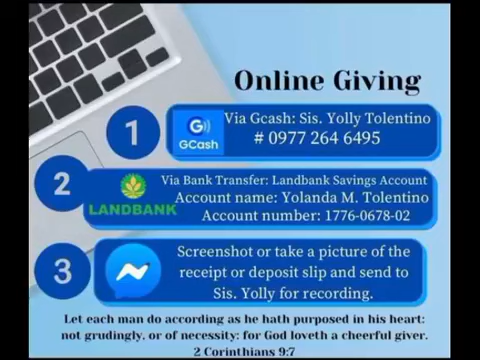 Online Giving
1
GCash
Via Gcash: Sis. Yolly Tolentino
# 0977 264 6495
2
LANDBANK
Via Bank Transfer: Landbank Savings Account
Account name: Yolanda M. Tolentino
Account number: 1776-0678-02
3
Screenshot or take a picture of the
receipt or deposit slip and send to
Sis. Yolly for recording.
Let each man do according as he hath purposed in his heart:
not grudingly, or of necessity: for God loveth a cheerful giver.
2 Corinthians 9:7